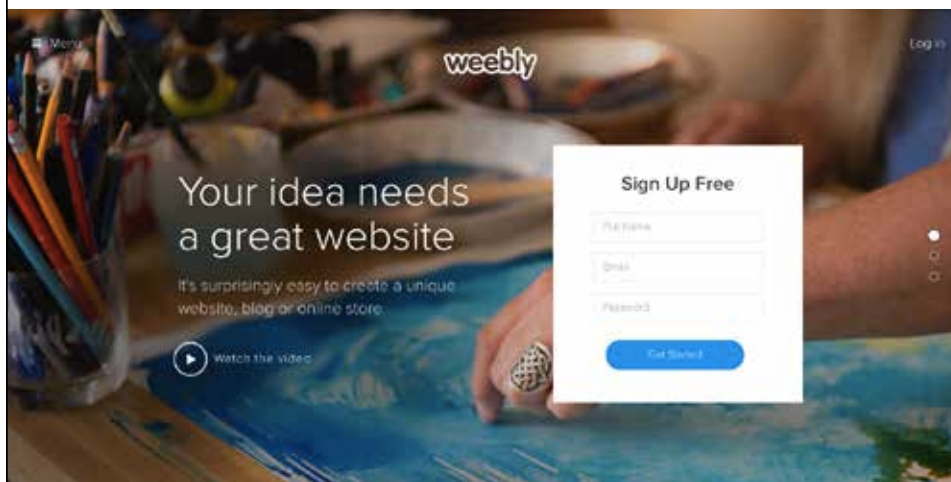 Menu
weebly
Log in
Your idea needs
a great website
It's surprisingly easy to create a unique
website, blog or online store
Watch the video
Sign Up Free
Full name
Email
Password
Get Started